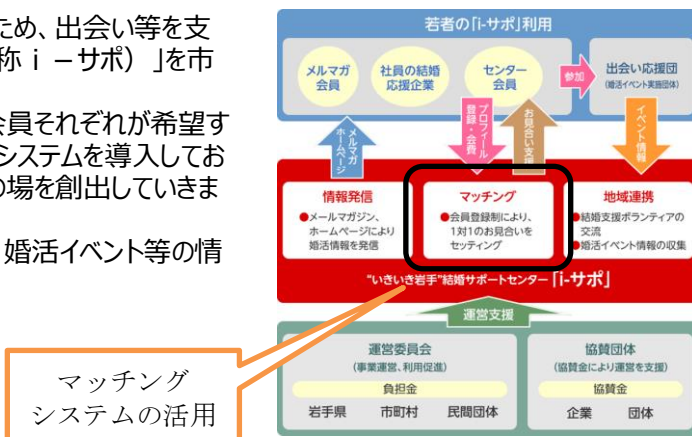 ため、出会い等を支
称 i －サポ）」を市
会員それぞれが希望す
システムを導入してお
の場を創出していきま
婚活イベント等の情
マッチング
システムの活用
若者の「i-サポ」利用
メルマガ
会員
社員の結婚
応援企業
センター
会員
参加
出会い応援団
（婚活イベント実施団体）
メルマガ
ホームページ
プロフィール
登録・会費
お見合い支援
イベント情報
情報発信
●メールマガジン、
ホームページにより
婚活情報を発信
マッチング
●会員登録制により、
1対1のお見合いを
セッティング
地域連携
●結婚支援ボランティアの
交流
●婚活イベント情報の収集
“いきいき岩手”結婚サポートセンター「i-サポ」
運営支援
運営委員会
（事業運営、利用促進）
負担金
岩手県 市町村 民間団体
協賛団体
（協賛金により運営を支援）
協賛金
企業 団体